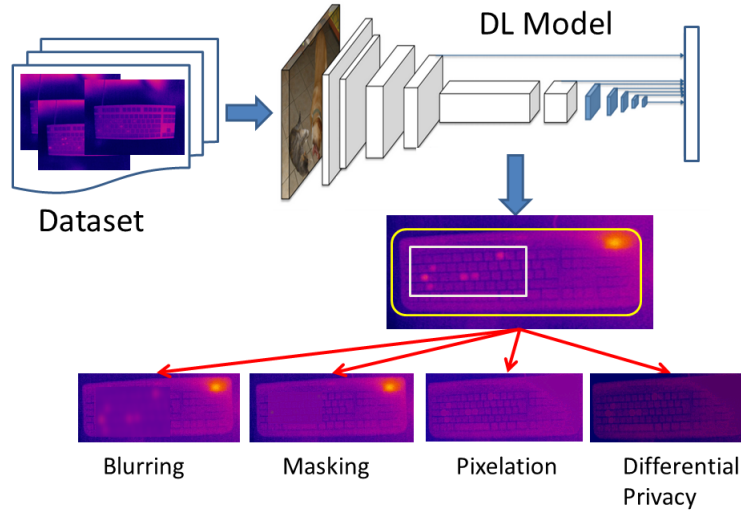 DL Model
Dataset
Blurring
Masking
Pixelation
Differential
Privacy